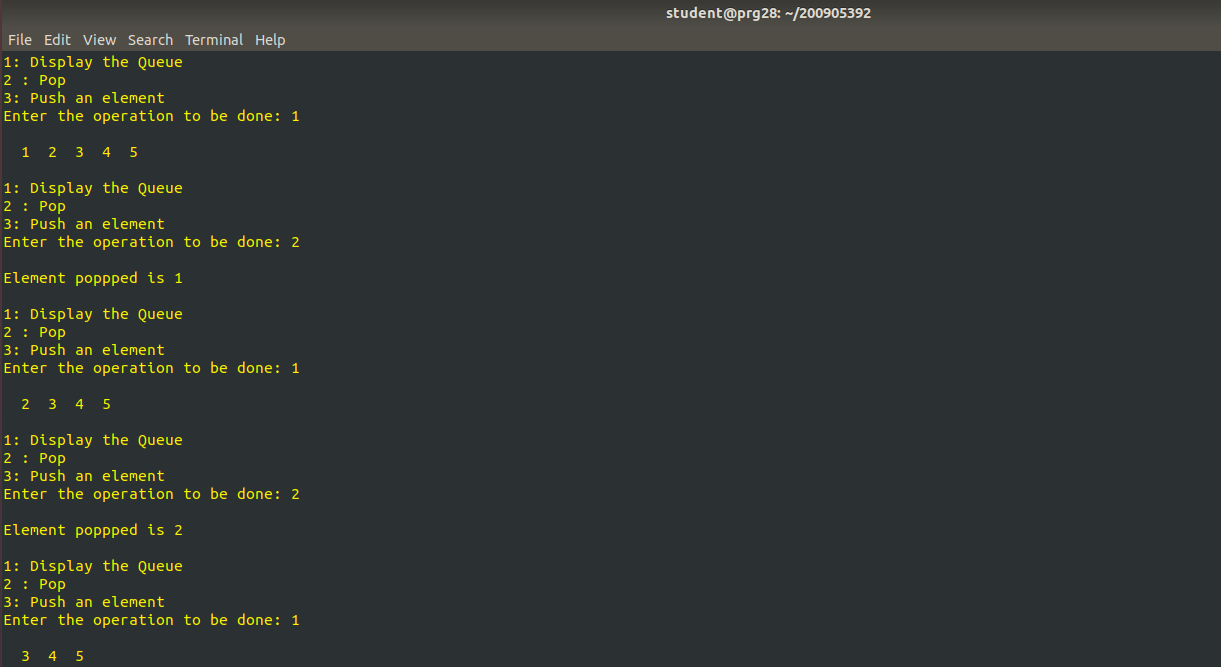 student@prg28: ~/200905392
File Edit View Search Terminal Help
1: Display the Queue
2 : Pop
3: Push an element
Enter the operation to be done: 1
1 2 3 4 5
1: Display the Queue
2 : Pop
3: Push an element
Enter the operation to be done: 2
Element poppped is 1
1: Display the Queue
2 : Pop
3: Push an element
Enter the operation to be done: 1
2 3 4 5
1: Display the Queue
2 : Pop
3: Push an element
Enter the operation to be done: 2
Element poppped is 2
1: Display the Queue
2 : Pop
3: Push an element
Enter the operation to be done: 1
3 4 5